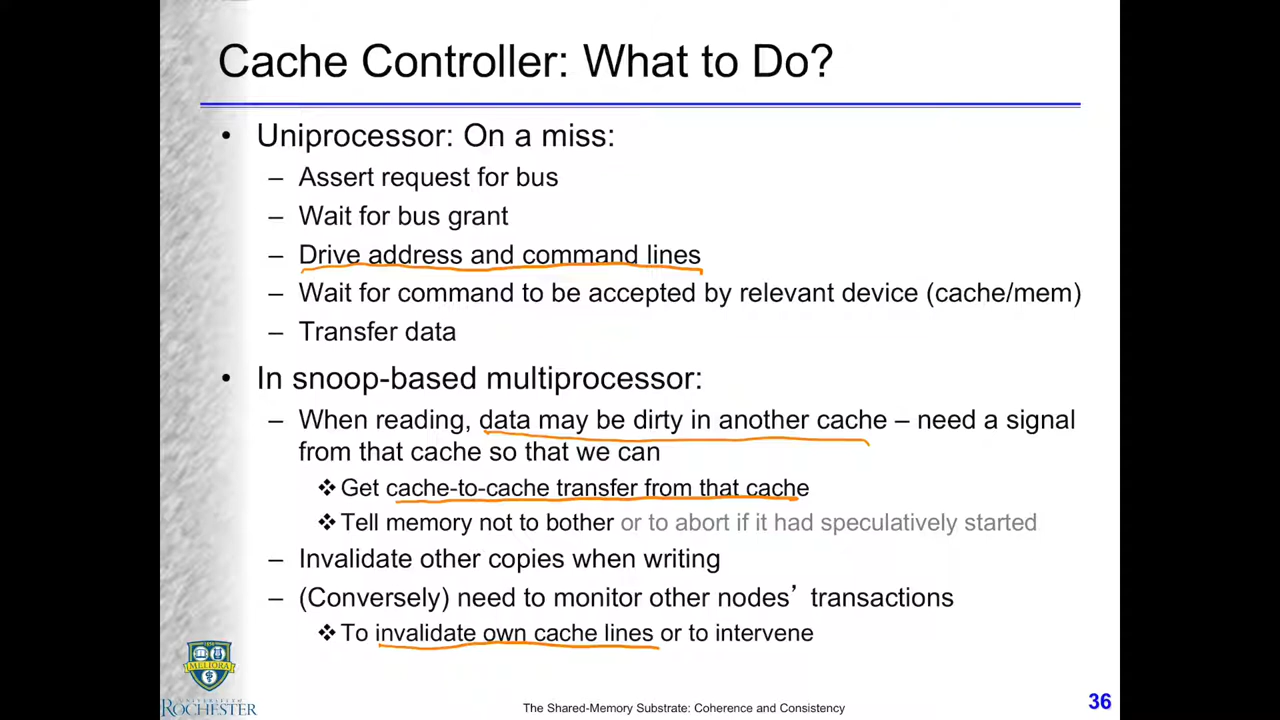 Cache Controller: What to Do?
• Uniprocessor: On a miss:
– Assert request for bus
– Wait for bus grant
– Drive address and command lines
– Wait for command to be accepted by relevant device (cache/mem)
– Transfer data
• In snoop-based multiprocessor:
– When reading, data may be dirty in another cache – need a signal
from that cache so that we can
❖ Get cache-to-cache transfer from that cache
❖ Tell memory not to bother or to abort if it had speculatively started
– Invalidate other copies when writing
– (Conversely) need to monitor other nodes’ transactions
❖ To invalidate own cache lines or to intervene
MELIORA
ROCHESTER
The Shared-Memory Substrate: Coherence and Consistency
36